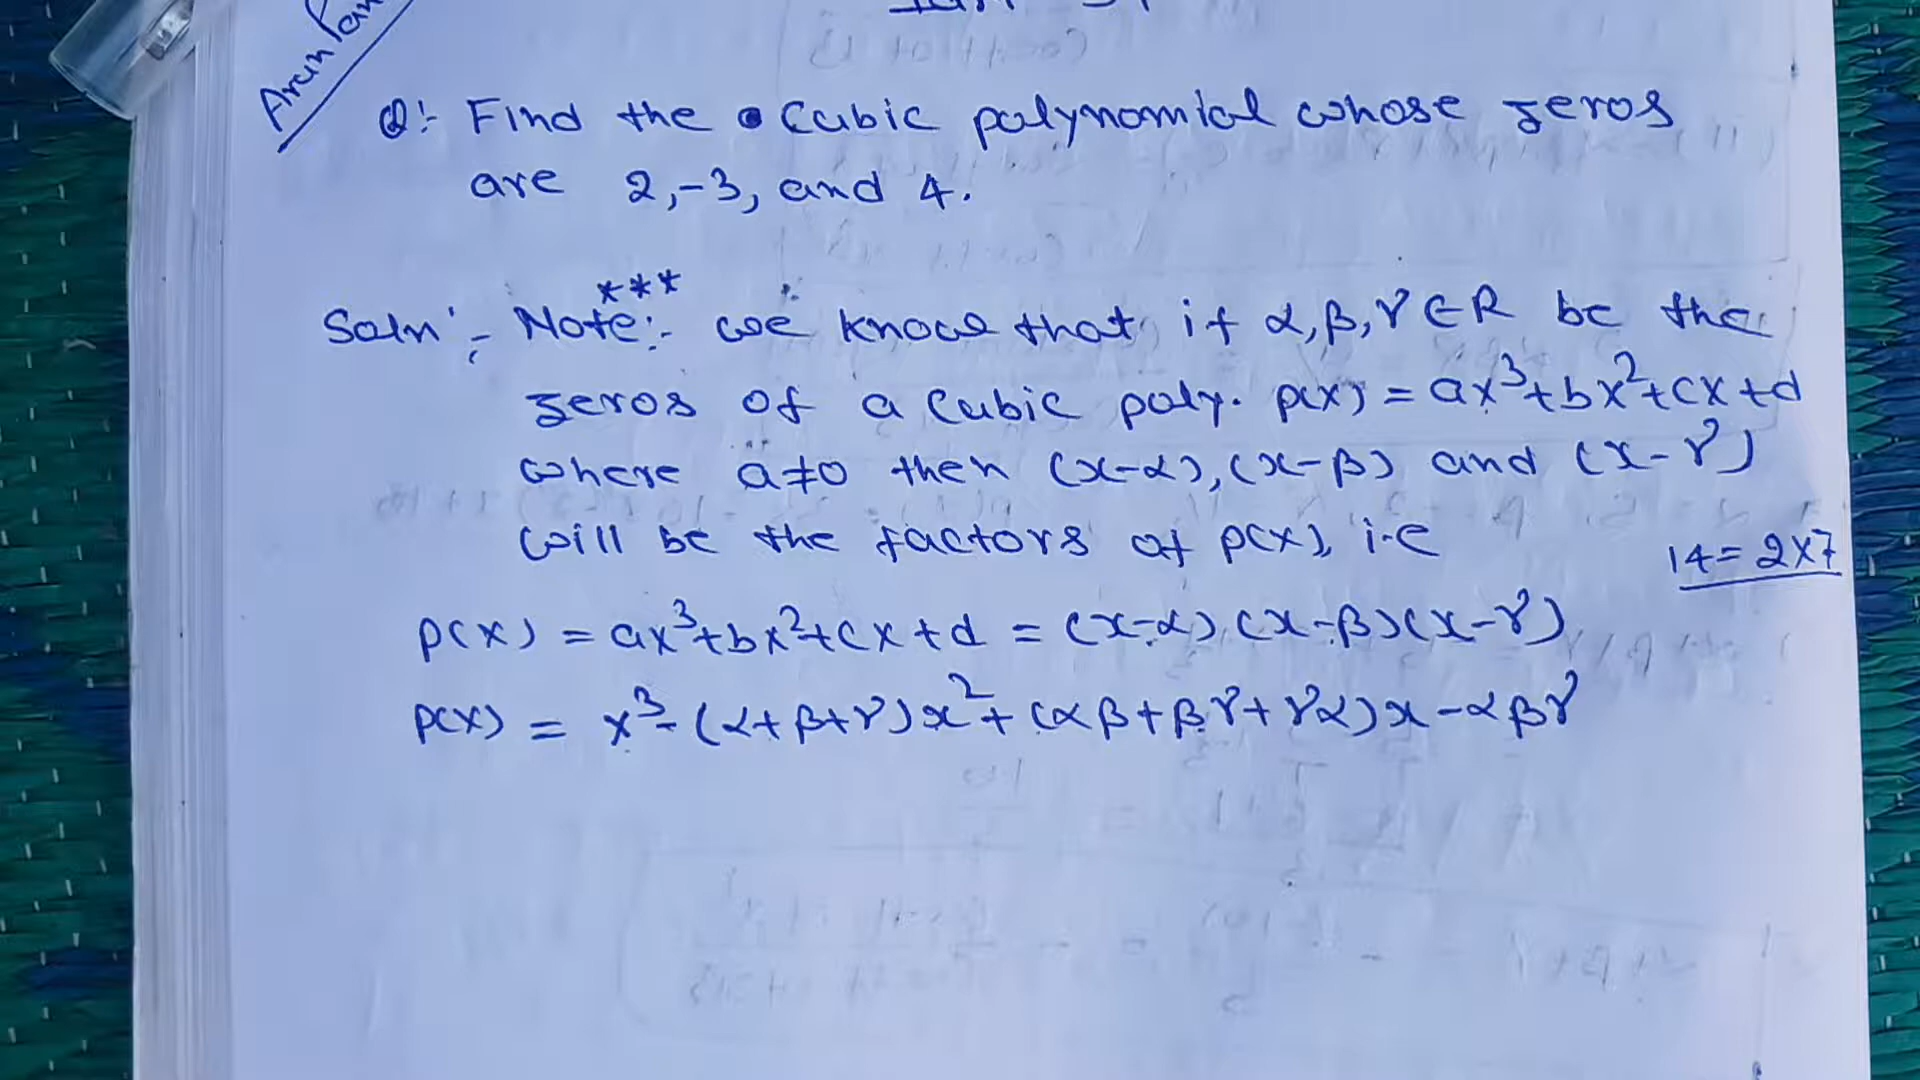 Q:- Find the cubic polynomial whose zeros
are 2,-3, and 4.
Soln:-
***
Note:- we know that if α,β,γ∈R be the
zeros of a cubic poly. p(x) = ax³+bx²+cx+d
where a≠0 then (x-α),(x-β) and (x-γ)
will be the factors of p(x), i.e
14=2x7
p(x) = ax³+bx²+cx+d = (x-α)(x-β)(x-γ)
p(x) = x³-(α+β+γ)x²+(αβ+βγ+γα)x-αβγ